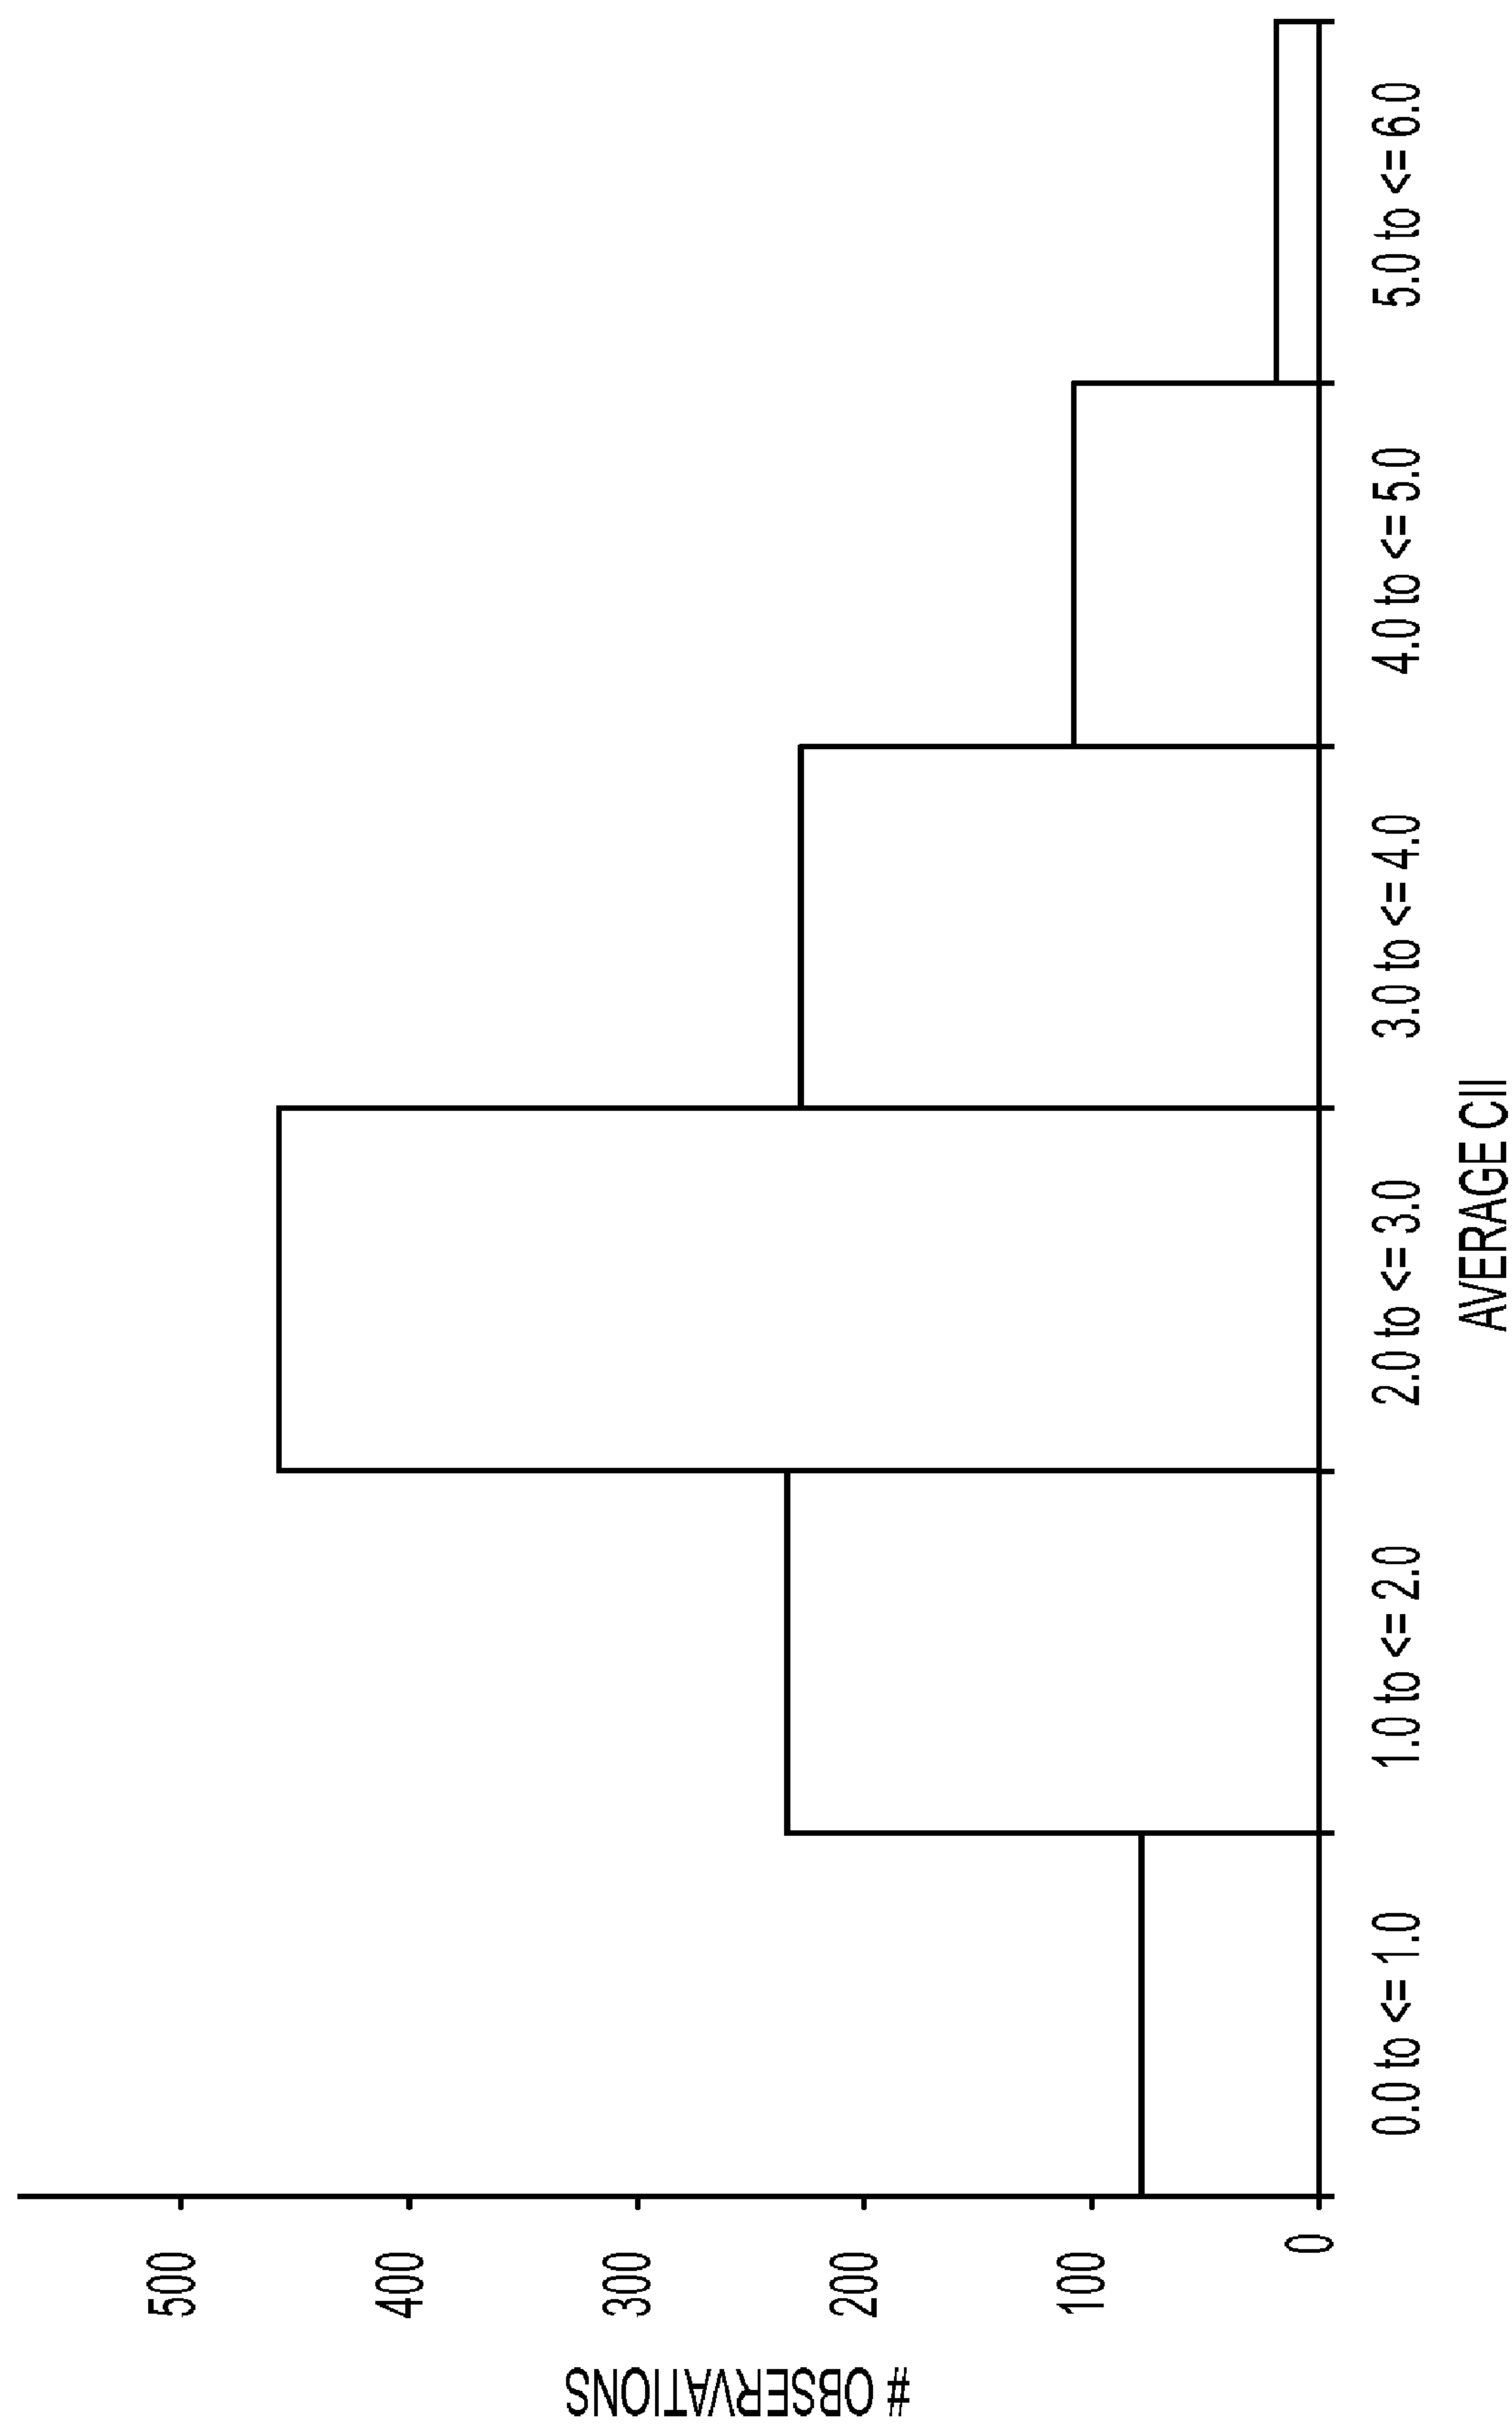 # OBSERVATIONS
500
400
300
200
100
0
0.0 to <= 1.0
1.0 to <= 2.0
2.0 to <= 3.0
3.0 to <= 4.0
4.0 to <= 5.0
5.0 to <= 6.0
AVERAGE CII